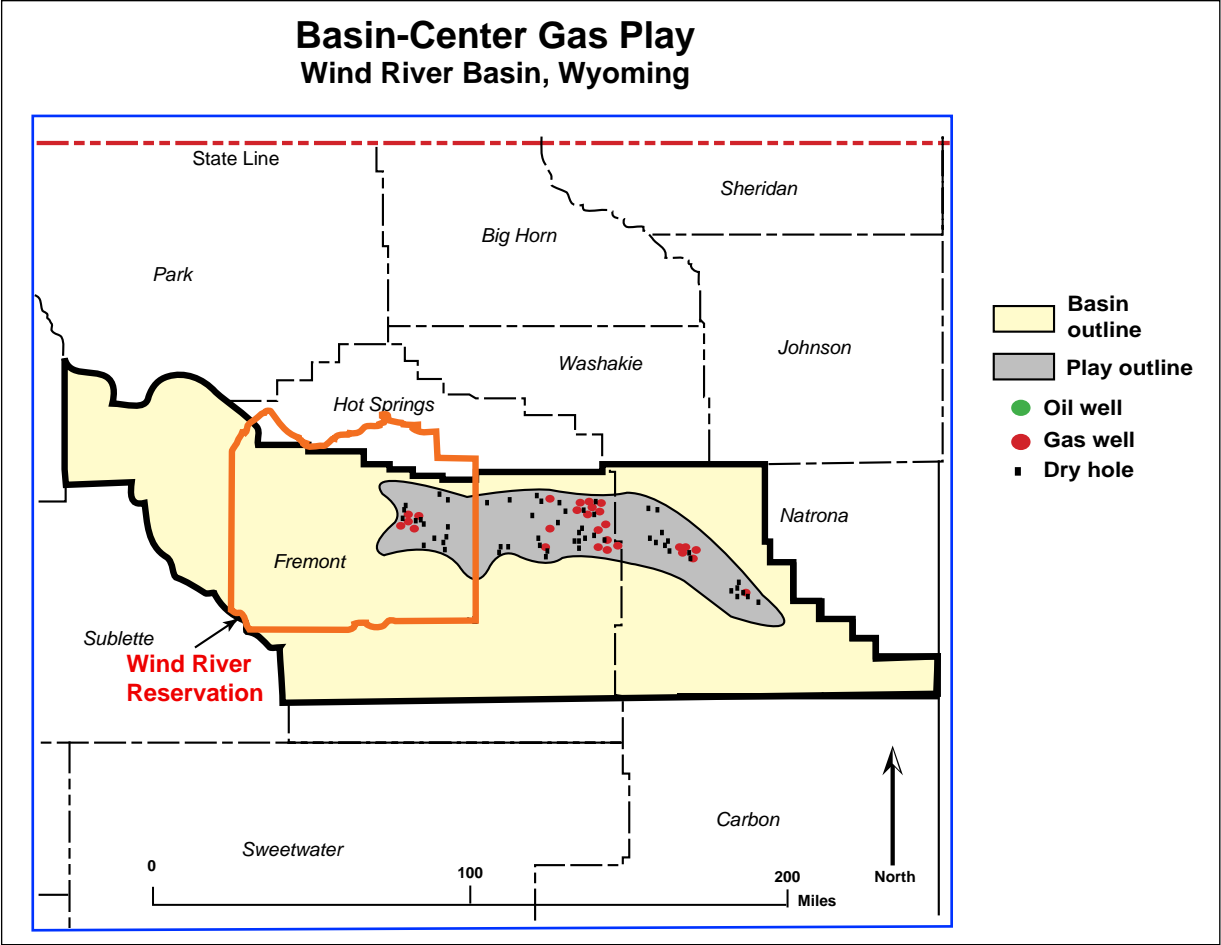 Basin-Center Gas Play
Wind River Basin, Wyoming
State Line
Sheridan
Big Horn
Park
Johnson
Washakie
Hot Springs
Natrona
Fremont
Sublette
Wind River
Reservation
Carbon
Sweetwater
0
100
200
Miles
North
Basin
outline
Play outline
Oil well
Gas well
Dry hole